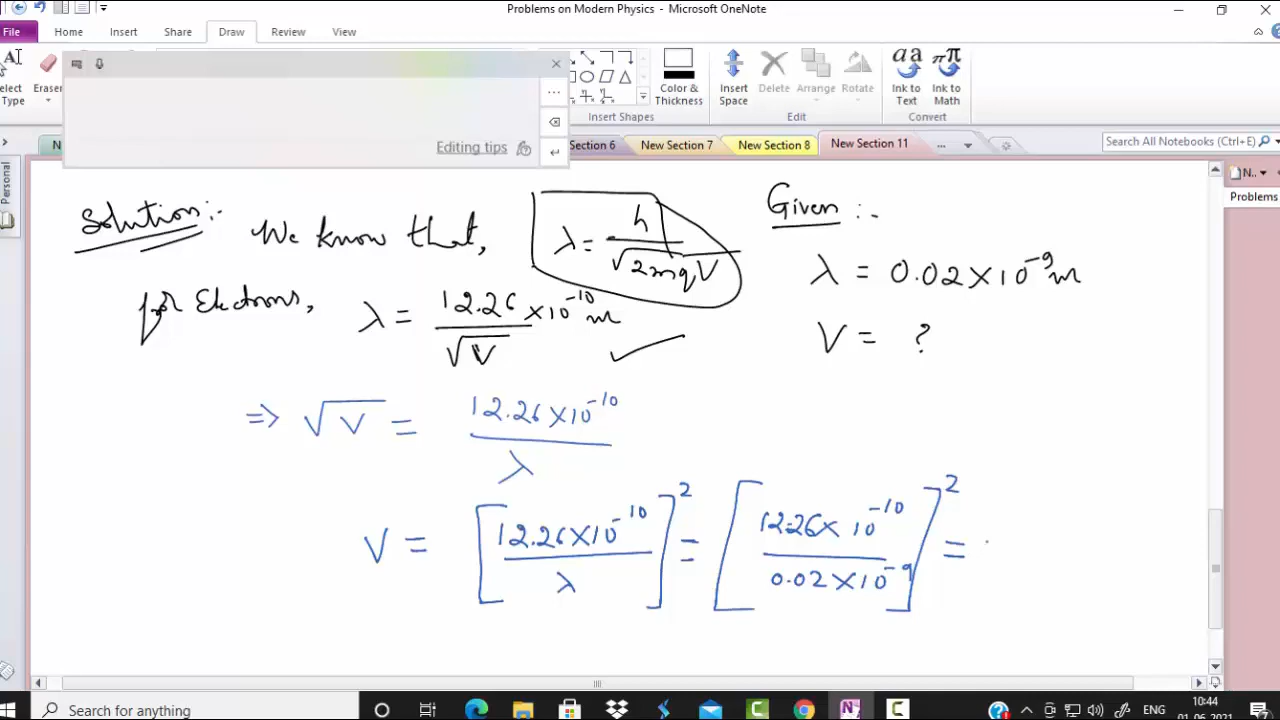 Problems on Modern Physics - Microsoft OneNote
File Home Insert Share Draw Review View
Select Type
Eraser
Color & Thickness
Insert Space
Delete Arrange Rotate
Ink to Text
Ink to Math
Insert Shapes Edit Convert
Editing tips
N Section 6 New Section 7 New Section 8 New Section 11 ... Search All Notebooks (Ctrl+E)
Personal
N..
Problems
Solution:- We know that, λ = h / √2mqV
Given :-
λ = 0.02 × 10⁻⁹ m
for Electrons, λ = 12.26 / √V × 10⁻¹⁰ m
V = ?
=> √V = 12.26 × 10⁻¹⁰ / λ
V = [12.26 × 10⁻¹⁰ / λ]² = [12.26 × 10⁻¹⁰ / 0.02 × 10⁻⁹]² =
Search for anything
ENG
10:44
01-06-2021